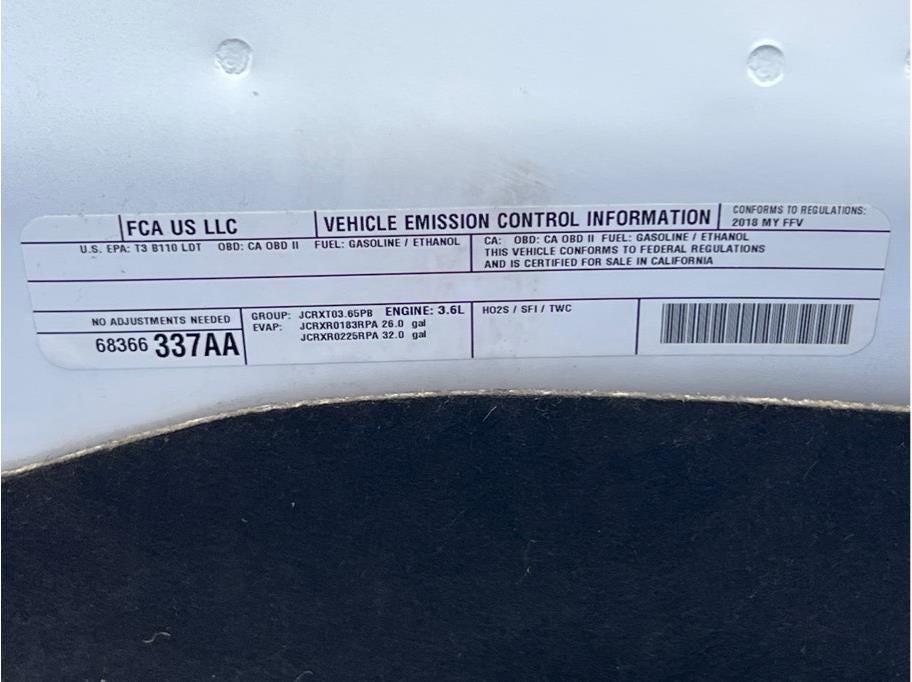 FCA US LLC
VEHICLE EMISSION CONTROL INFORMATION
CONFORMS TO REGULATIONS:
2018 MY FFV
U.S. EPA: T3 B110 LDT OBD: CA OBD II FUEL: GASOLINE / ETHANOL
CA: OBD: CA OBD II FUEL: GASOLINE / ETHANOL
THIS VEHICLE CONFORMS TO FEDERAL REGULATIONS
AND IS CERTIFIED FOR SALE IN CALIFORNIA
NO ADJUSTMENTS NEEDED
68366 337AA
GROUP: JCRXT03.65PB ENGINE: 3.6L
EVAP: JCRXR0183RPA 26.0 gal
JCRXR0225RPA 32.0 gal
HO2S / SFI / TWC